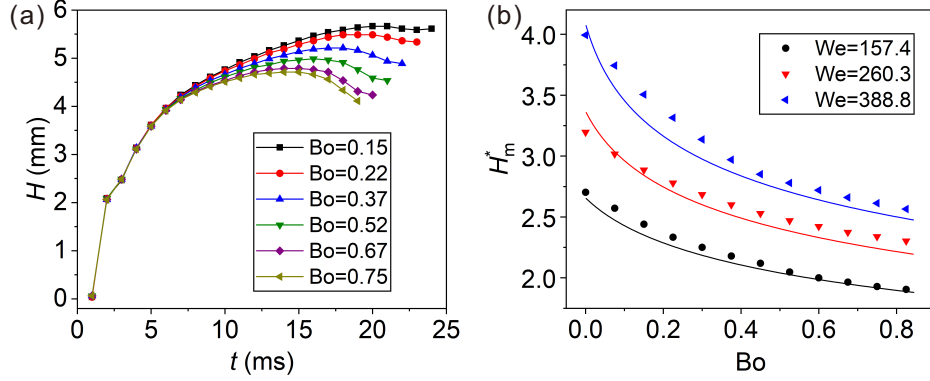 (a)
6
5
4
3
2
1
0
H (mm)
Bo=0.15
Bo=0.22
Bo=0.37
Bo=0.52
Bo=0.67
Bo=0.75
0 5 10 15 20 25
t (ms)
(b)
4.0
3.5
3.0
2.5
2.0
H*m
We=157.4
We=260.3
We=388.8
0.0 0.2 0.4 0.6 0.8
Bo